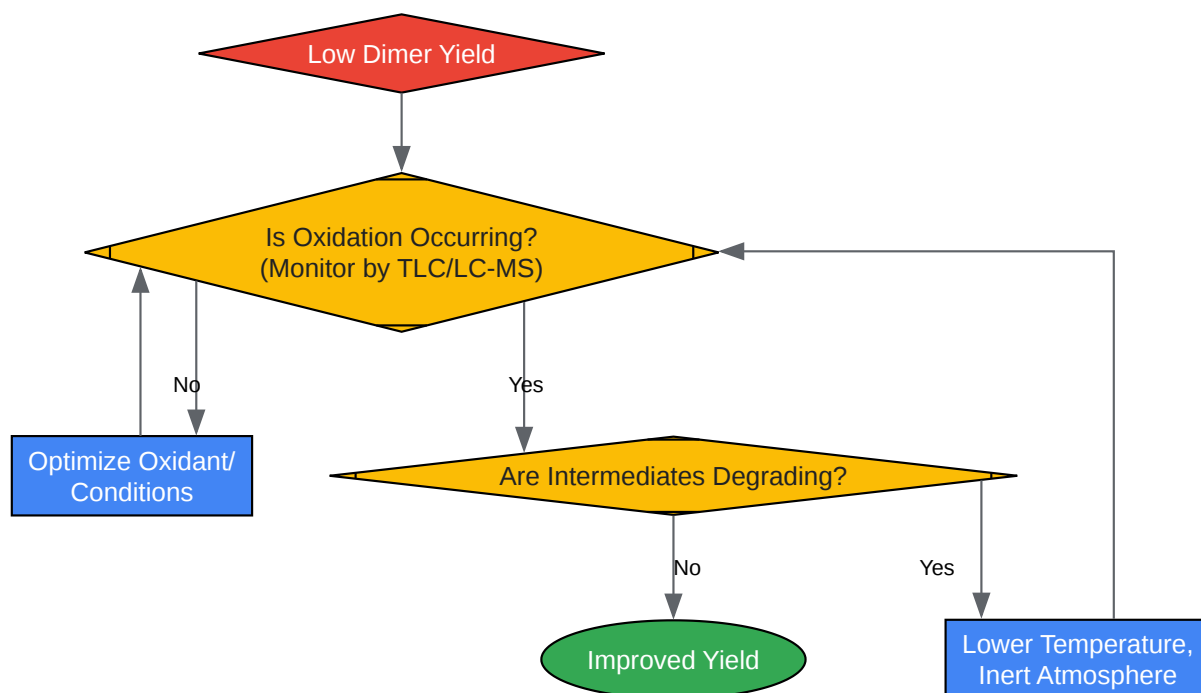 Low Dimer Yield
Is Oxidation Occurring?
(Monitor by TLC/LC-MS)
No
Yes
Optimize Oxidant/
Conditions
Are Intermediates Degrading?
No
Yes
Improved Yield
Lower Temperature,
Inert Atmosphere